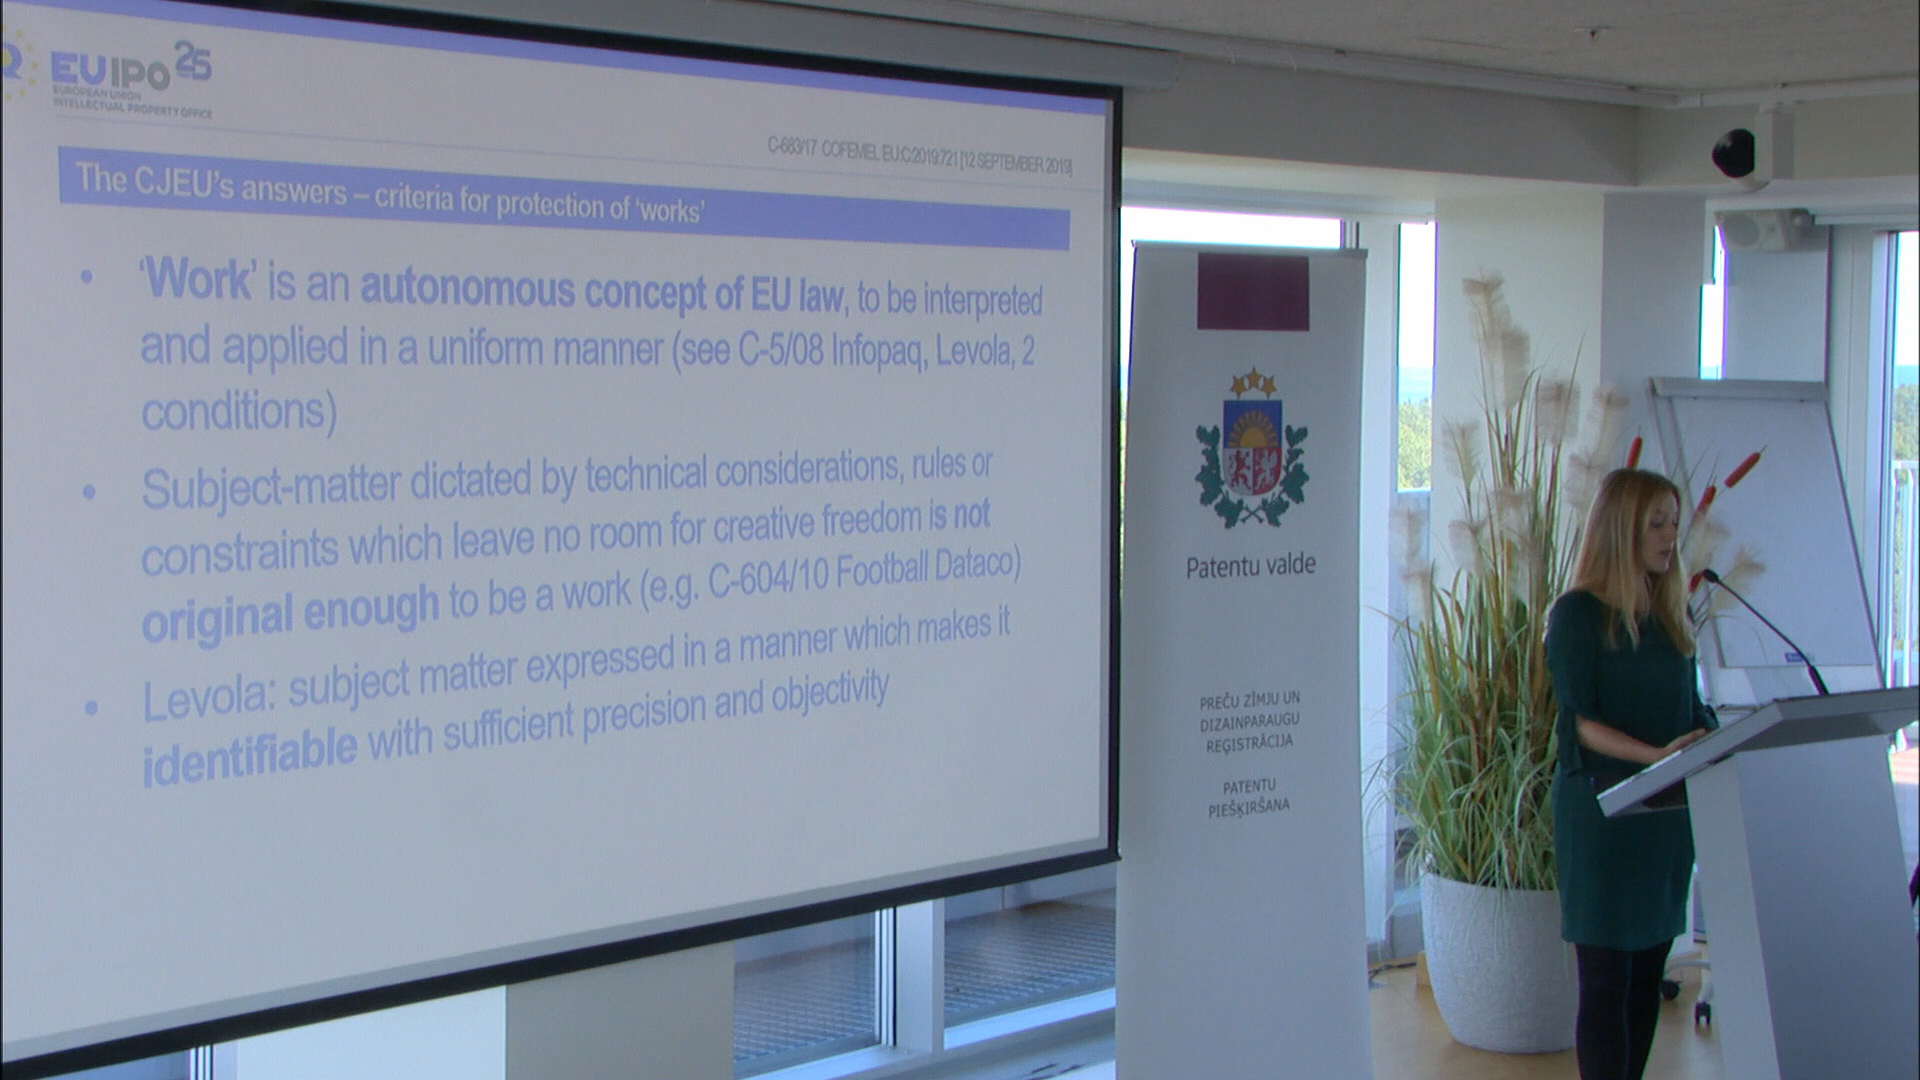 EUIPO 25
EUROPEAN UNION
INTELLECTUAL PROPERTY OFFICE
C-683/17 COFEMEL EU:C:2019:721 [12 SEPTEMBER 2019]
The CJEU's answers – criteria for protection of 'works'
• 'Work' is an autonomous concept of EU law, to be interpreted
and applied in a uniform manner (see C-5/08 Infopaq, Levola, 2
conditions)
• Subject-matter dictated by technical considerations, rules or
constraints which leave no room for creative freedom is not
original enough to be a work (e.g. C-604/10 Football Dataco)
• Levola: subject matter expressed in a manner which makes it
identifiable with sufficient precision and objectivity
Patentu valde
PREČU ZĪMJU UN
DIZAINPARAUGU
REĢISTRĀCIJA
PATENTU
PIEŠĶIRŠANA